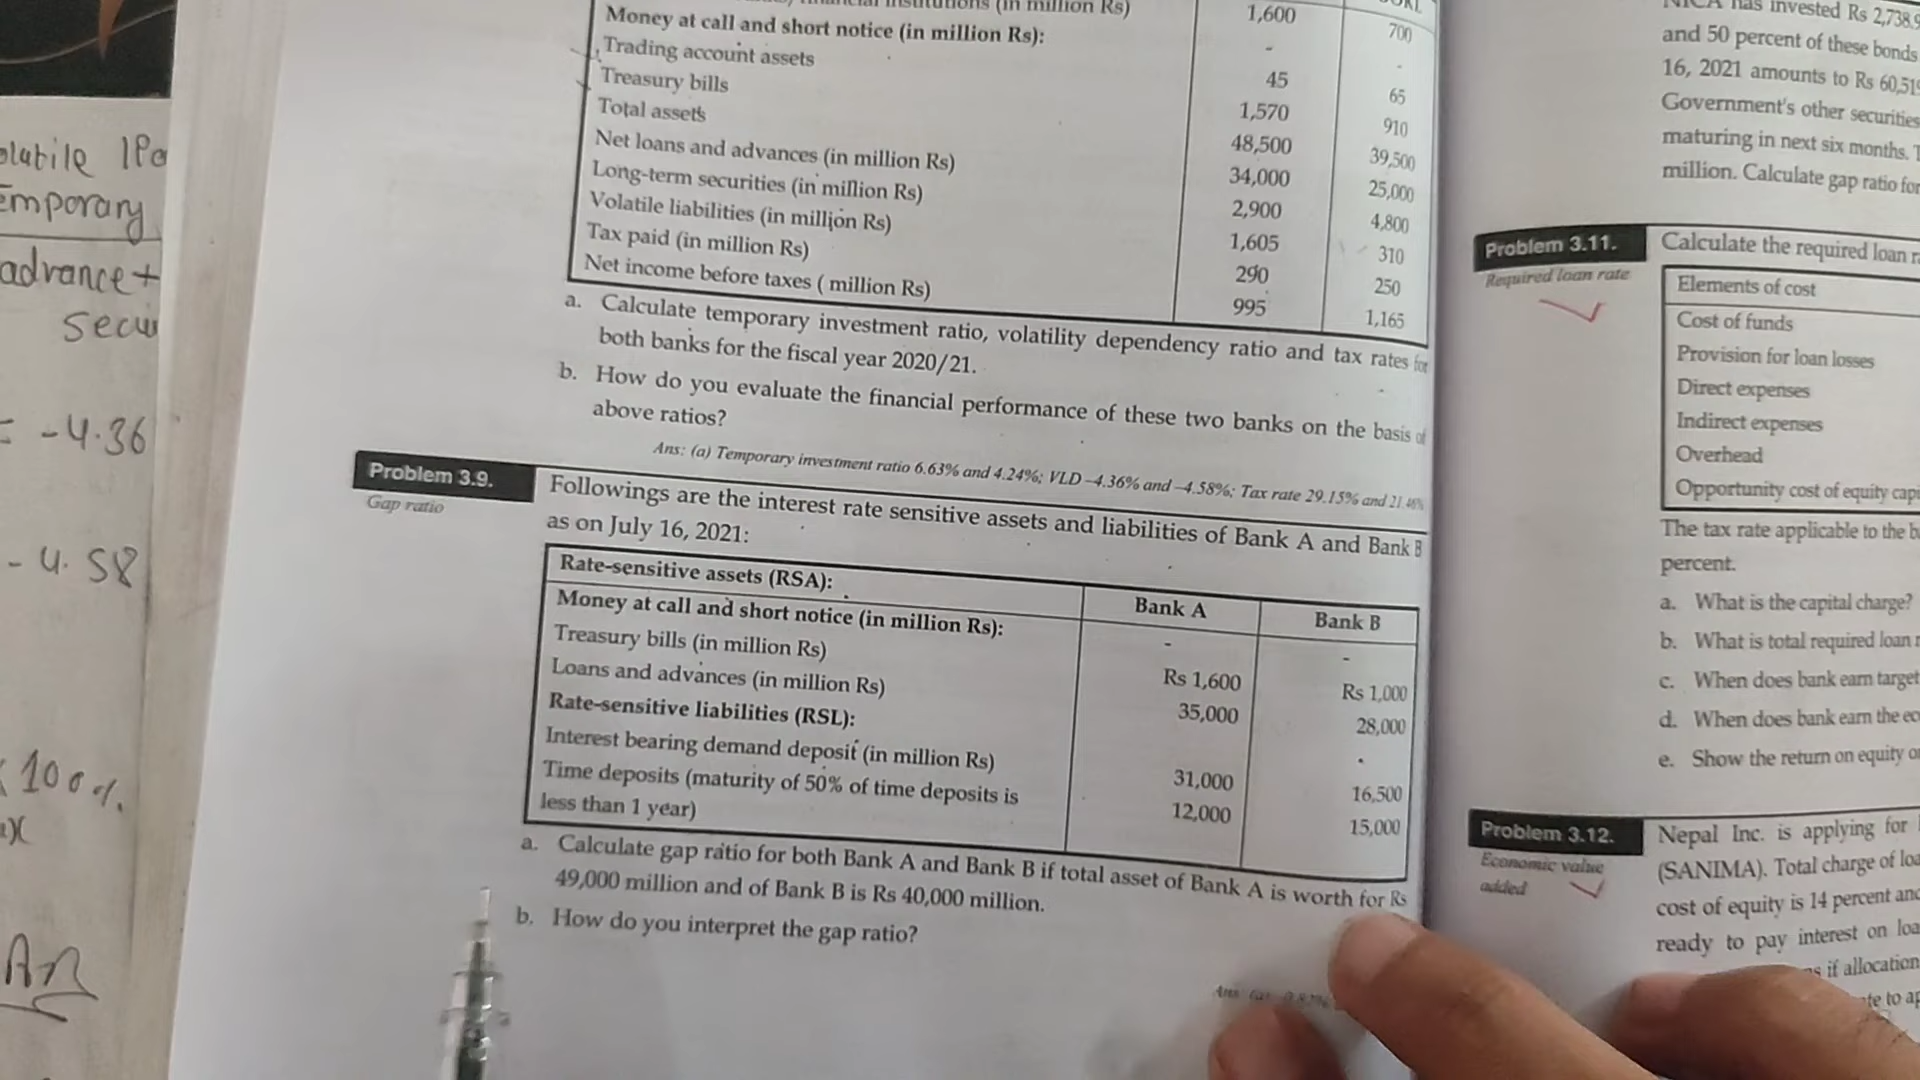 olatile
emporary
advance+
= -4.36
- 4.58
100%
Money at call and short notice (in million Rs):
1,600
700
Trading account assets
-
-
Treasury bills
45
65
Total assets
1,570
910
Net loans and advances (in million Rs)
48,500
39,500
Long-term securities (in million Rs)
34,000
25,000
Volatile liabilities (in million Rs)
2,900
4,800
Tax paid (in million Rs)
1,605
310
Net income before taxes ( million Rs)
290
250
995
1,165
a. Calculate temporary investment ratio, volatility dependency ratio and tax rates for
both banks for the fiscal year 2020/21.
b. How do you evaluate the financial performance of these two banks on the basis of
above ratios?
Ans: (a) Temporary investment ratio 6.63% and 4.24%; VLD -4.36% and -4.58%; Tax rate 29.15% and 21.46%
Problem 3.9.
Gap ratio
Followings are the interest rate sensitive assets and liabilities of Bank A and Bank B
as on July 16, 2021:
Rate-sensitive assets (RSA):
Bank A
Bank B
Money at call and short notice (in million Rs):
-
-
Treasury bills (in million Rs)
Rs 1,600
Rs 1,000
Loans and advances (in million Rs)
35,000
28,000
Rate-sensitive liabilities (RSL):
Interest bearing demand deposit (in million Rs)
31,000
16,500
Time deposits (maturity of 50% of time deposits is
less than 1 year)
12,000
15,000
a. Calculate gap ratio for both Bank A and Bank B if total asset of Bank A is worth for Rs
49,000 million and of Bank B is Rs 40,000 million.
b. How do you interpret the gap ratio?
has invested Rs 2,738.9
and 50 percent of these bonds
16, 2021 amounts to Rs 60,51
Government's other securities
maturing in next six months.
million. Calculate gap ratio for
Problem 3.11.
Required loan rate
Calculate the required loan
Elements of cost
Cost of funds
Provision for loan losses
Direct expenses
Indirect expenses
Overhead
Opportunity cost of equity cap
The tax rate applicable to the
percent.
a. What is the capital charge?
b. What is total required loan
c. When does bank earn target
d. When does bank earn the
e. Show the return on equity
Problem 3.12.
Economic value
added
Nepal Inc. is applying for
(SANIMA). Total charge of
cost of equity is 14 percent
ready to pay interest on
if allocation